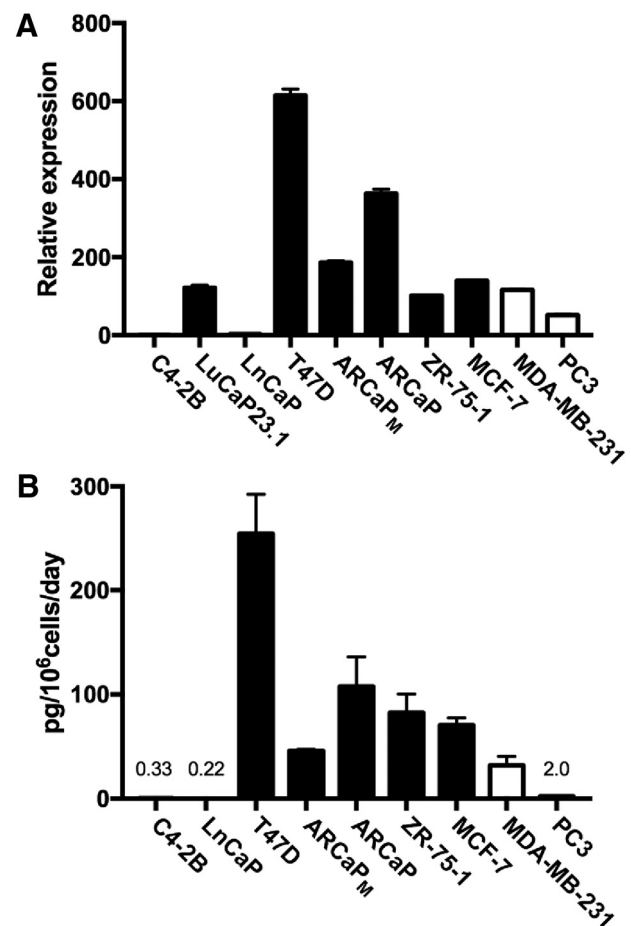 A
Relative expression
800
600
400
200
0
C4-2B
LuCaP23.1
LnCaP
T47D
ARCaPM
ARCaP
ZR-75-1
MCF-7
MDA-MB-231
PC3
B
pg/10⁶cells/day
300
200
100
0
0.33
0.22
2.0
C4-2B
LnCaP
T47D
ARCaPM
ARCaP
ZR-75-1
MCF-7
MDA-MB-231
PC3